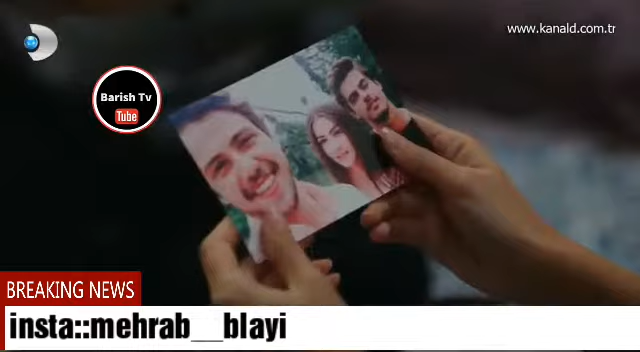 www.kanald.com.tr
Barish Tv
Tube
BREAKING NEWS
insta::mehrab__blayi